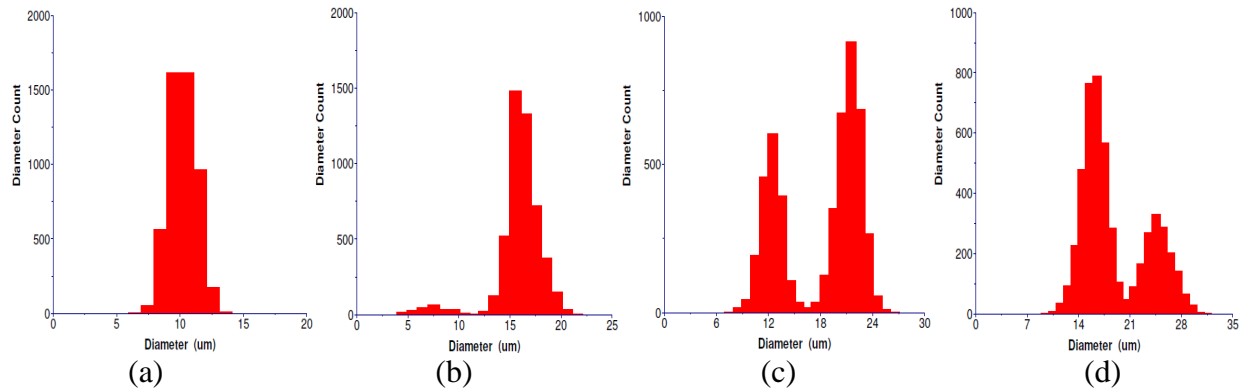 2000
1500
1000
500
0
Diameter Count
0 5 10 15 20
Diameter (um)
(a)
2000
1500
1000
500
0
Diameter Count
0 5 10 15 20 25
Diameter (um)
(b)
1000
500
0
Diameter Count
0 6 12 18 24 30
Diameter (um)
(c)
1000
800
600
400
200
0
Diameter Count
0 7 14 21 28 35
Diameter (um)
(d)